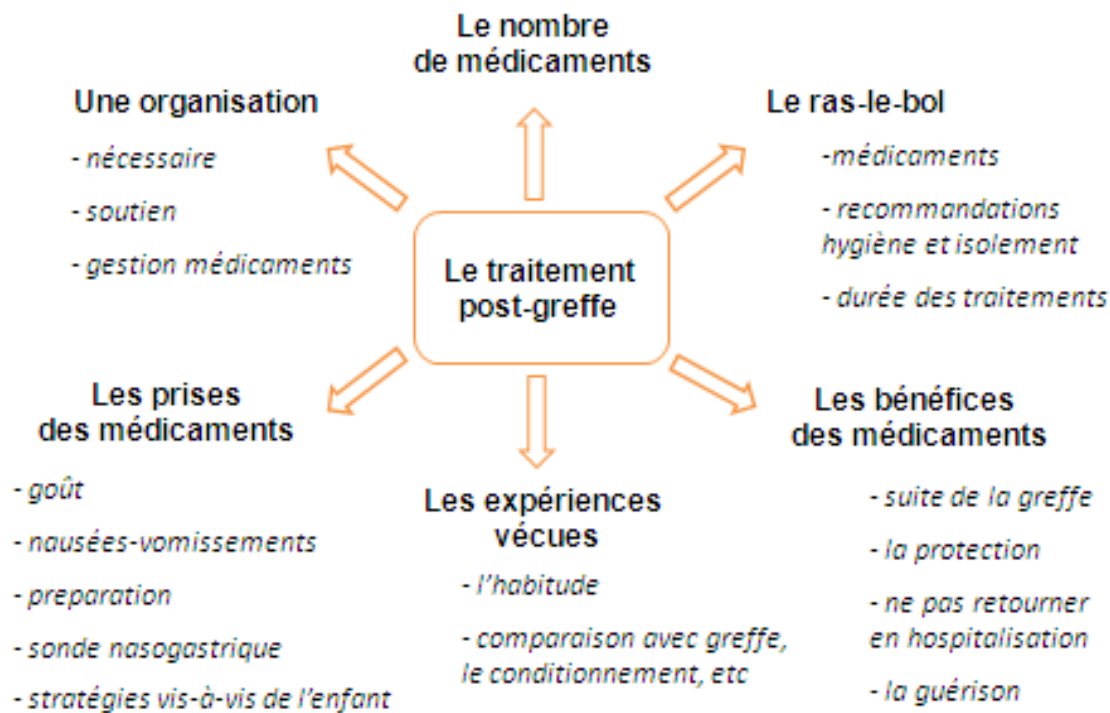 Le nombre
de médicaments
Une organisation
- nécessaire
- soutien
- gestion médicaments
Le ras-le-bol
-médicaments
- recommandations
hygiène et isolement
- durée des traitements
Le traitement
post-greffe
Les prises
des médicaments
- goût
- nausées-vomissements
- preparation
- sonde nasogastrique
- stratégies vis-à-vis de l'enfant
Les expériences
vécues
- l'habitude
- comparaison avec greffe,
le conditionnement, etc
Les bénéfices
des médicaments
- suite de la greffe
- la protection
- ne pas retourner
en hospitalisation
- la guérison